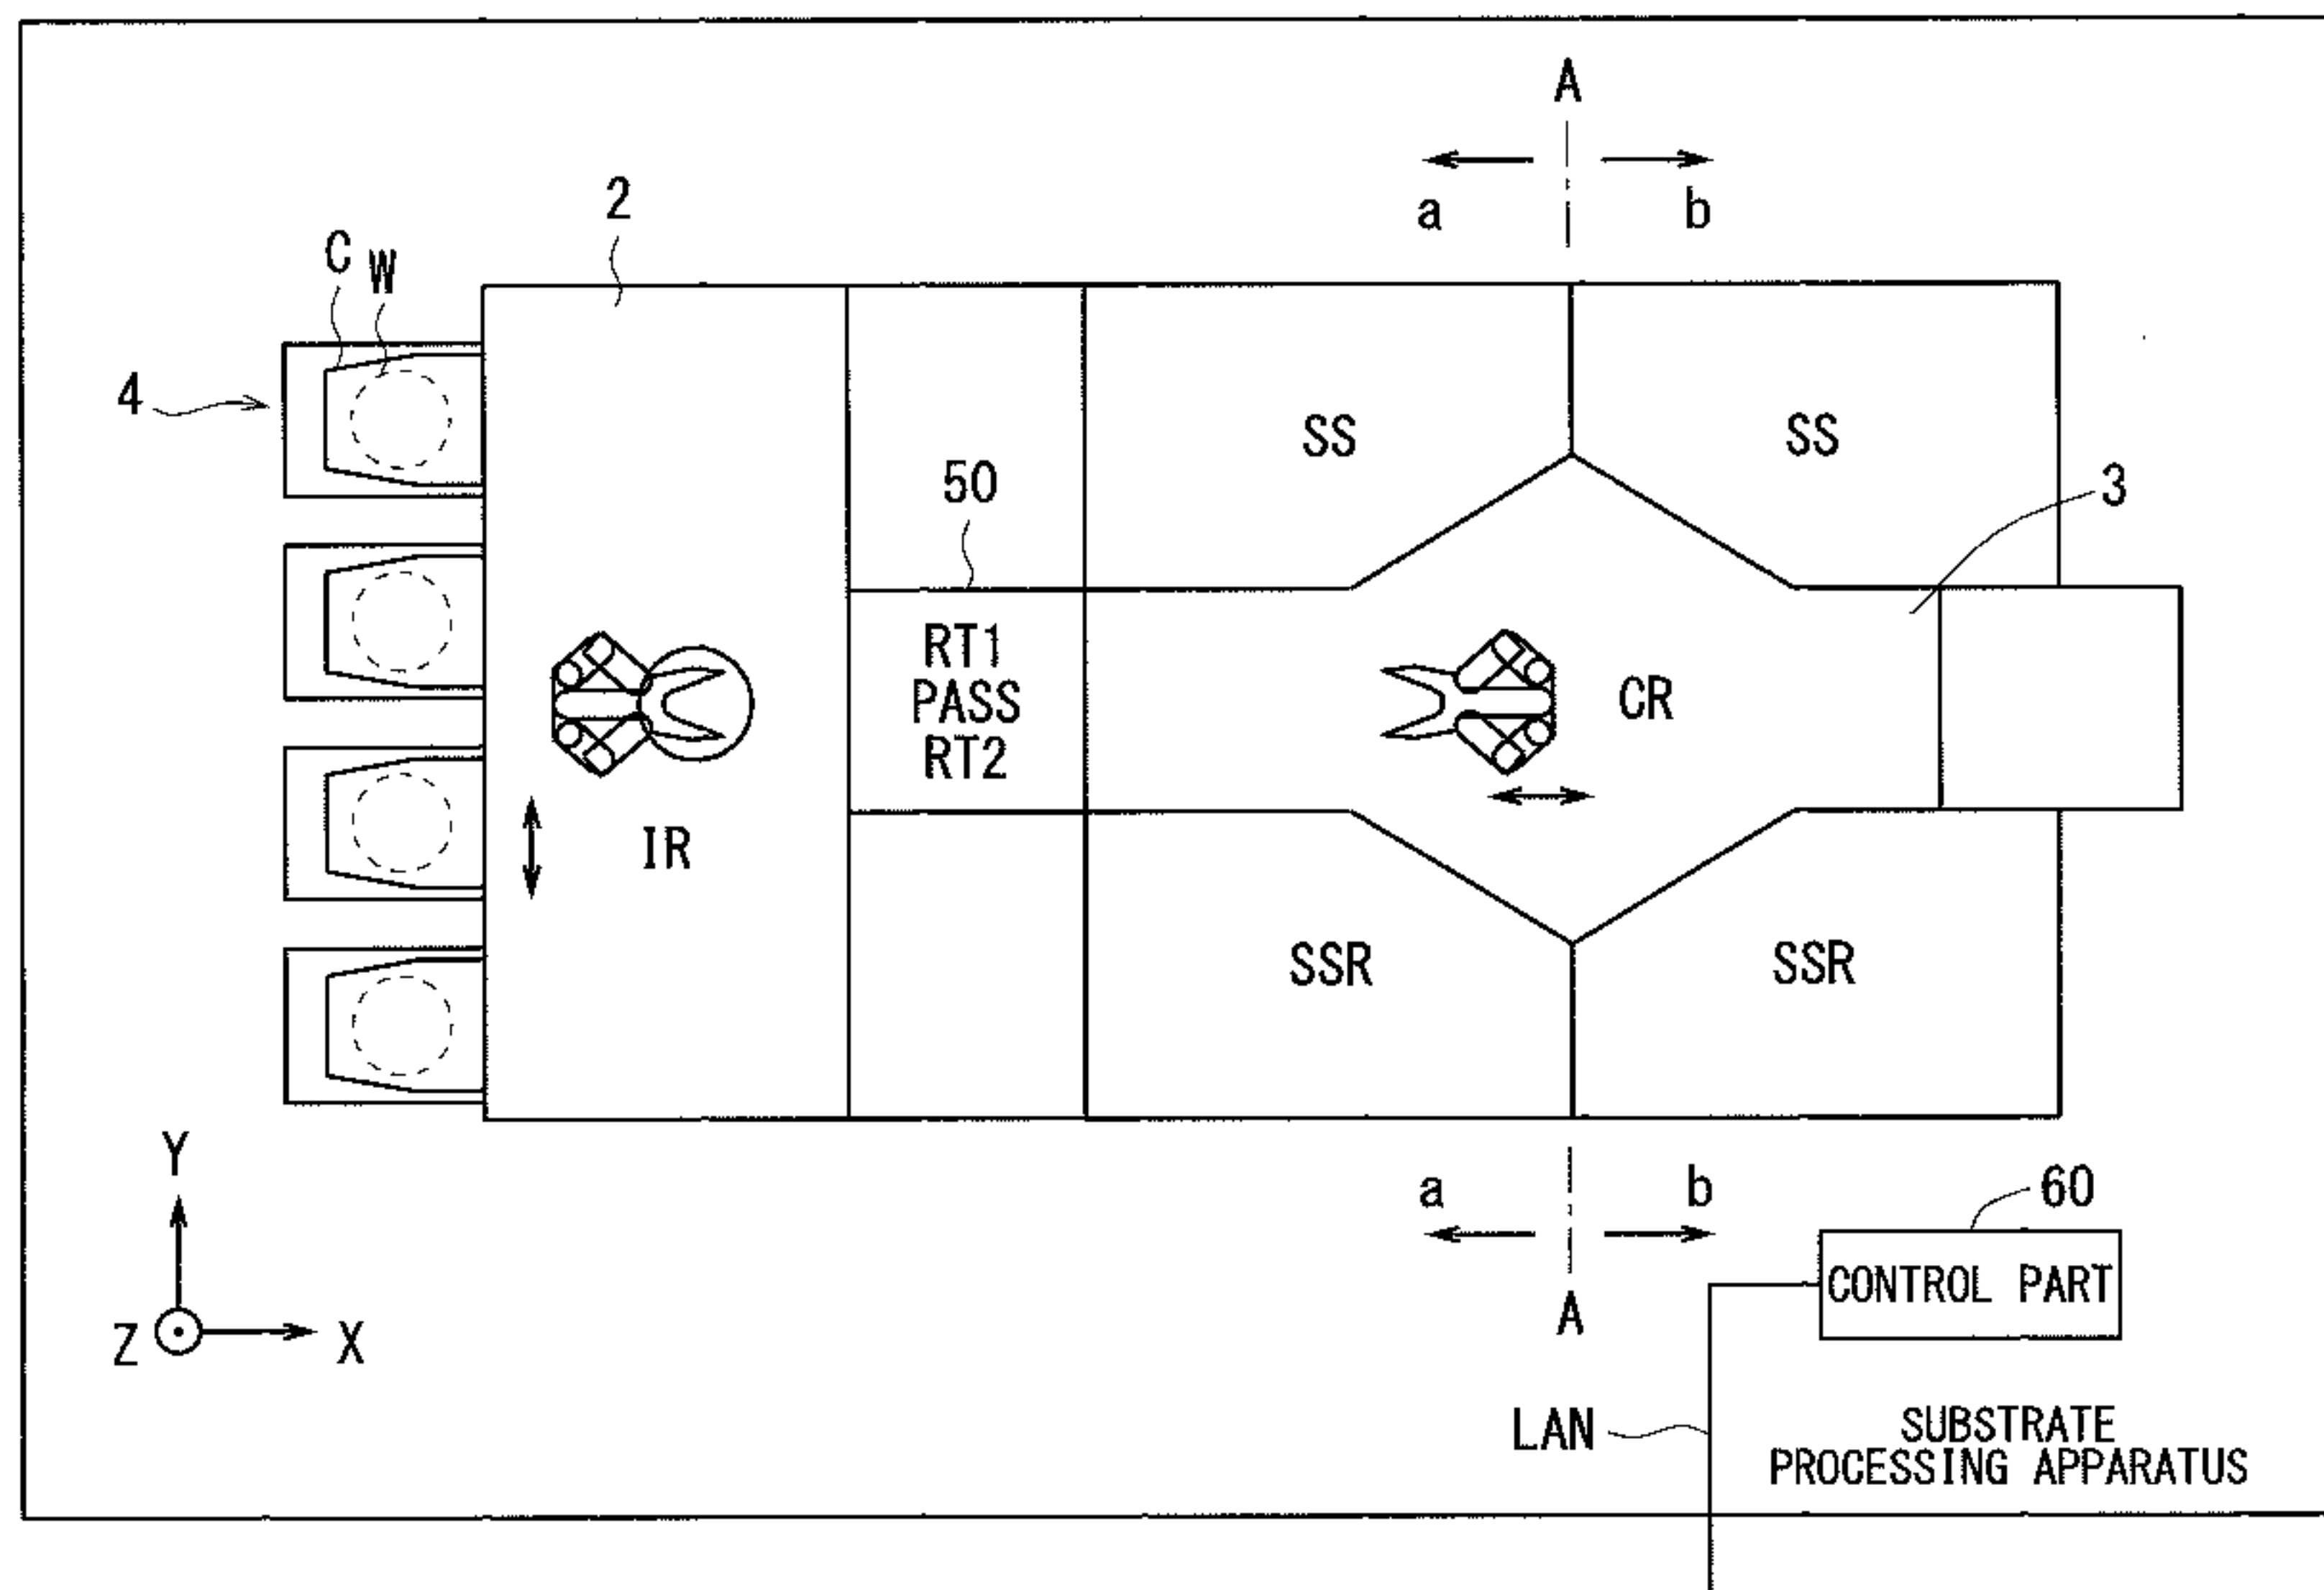 A
a
b
2
C
W
4
SS
SS
50
3
RT1
PASS
RT2
CR
IR
SSR
SSR
Y
a
b
60
CONTROL PART
Z
X
A
LAN
SUBSTRATE
PROCESSING APPARATUS